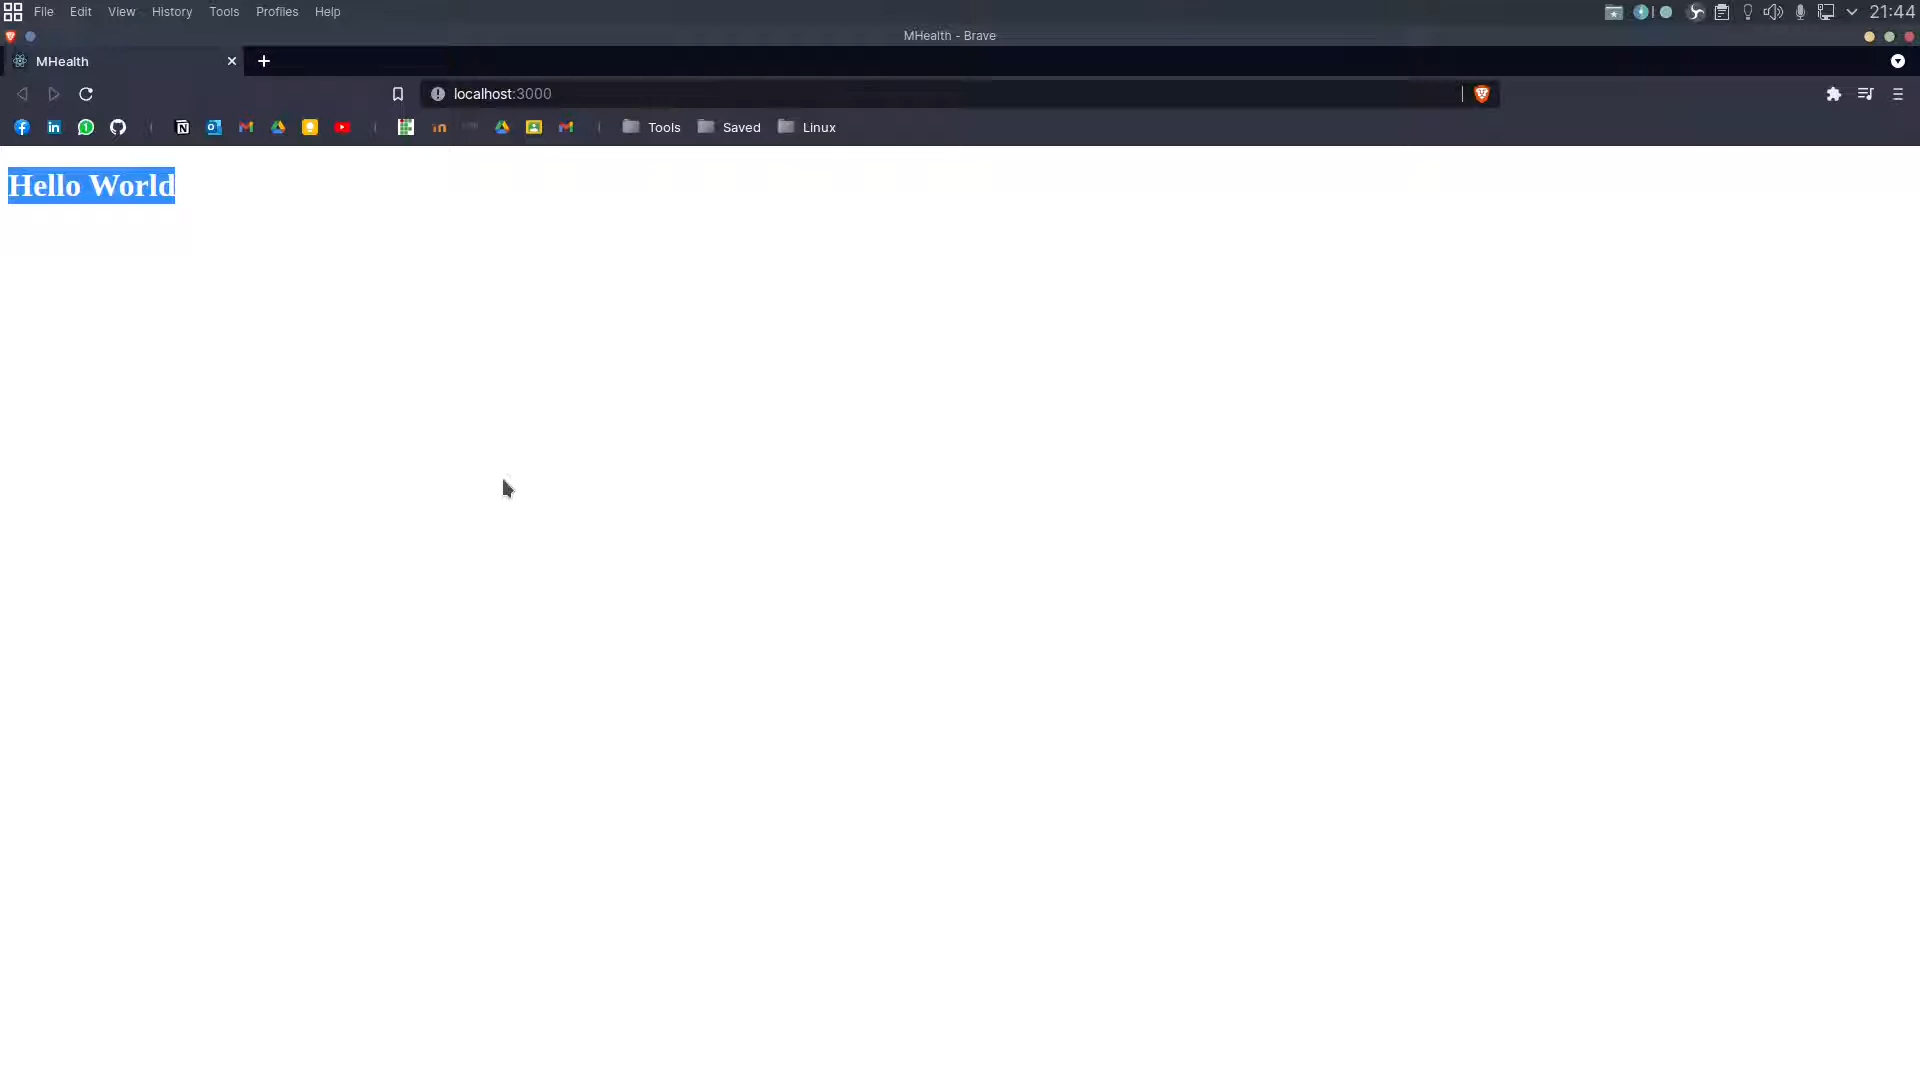 File Edit View History Tools Profiles Help 21:44
MHealth - Brave
MHealth
localhost:3000
Tools Saved Linux
Hello World